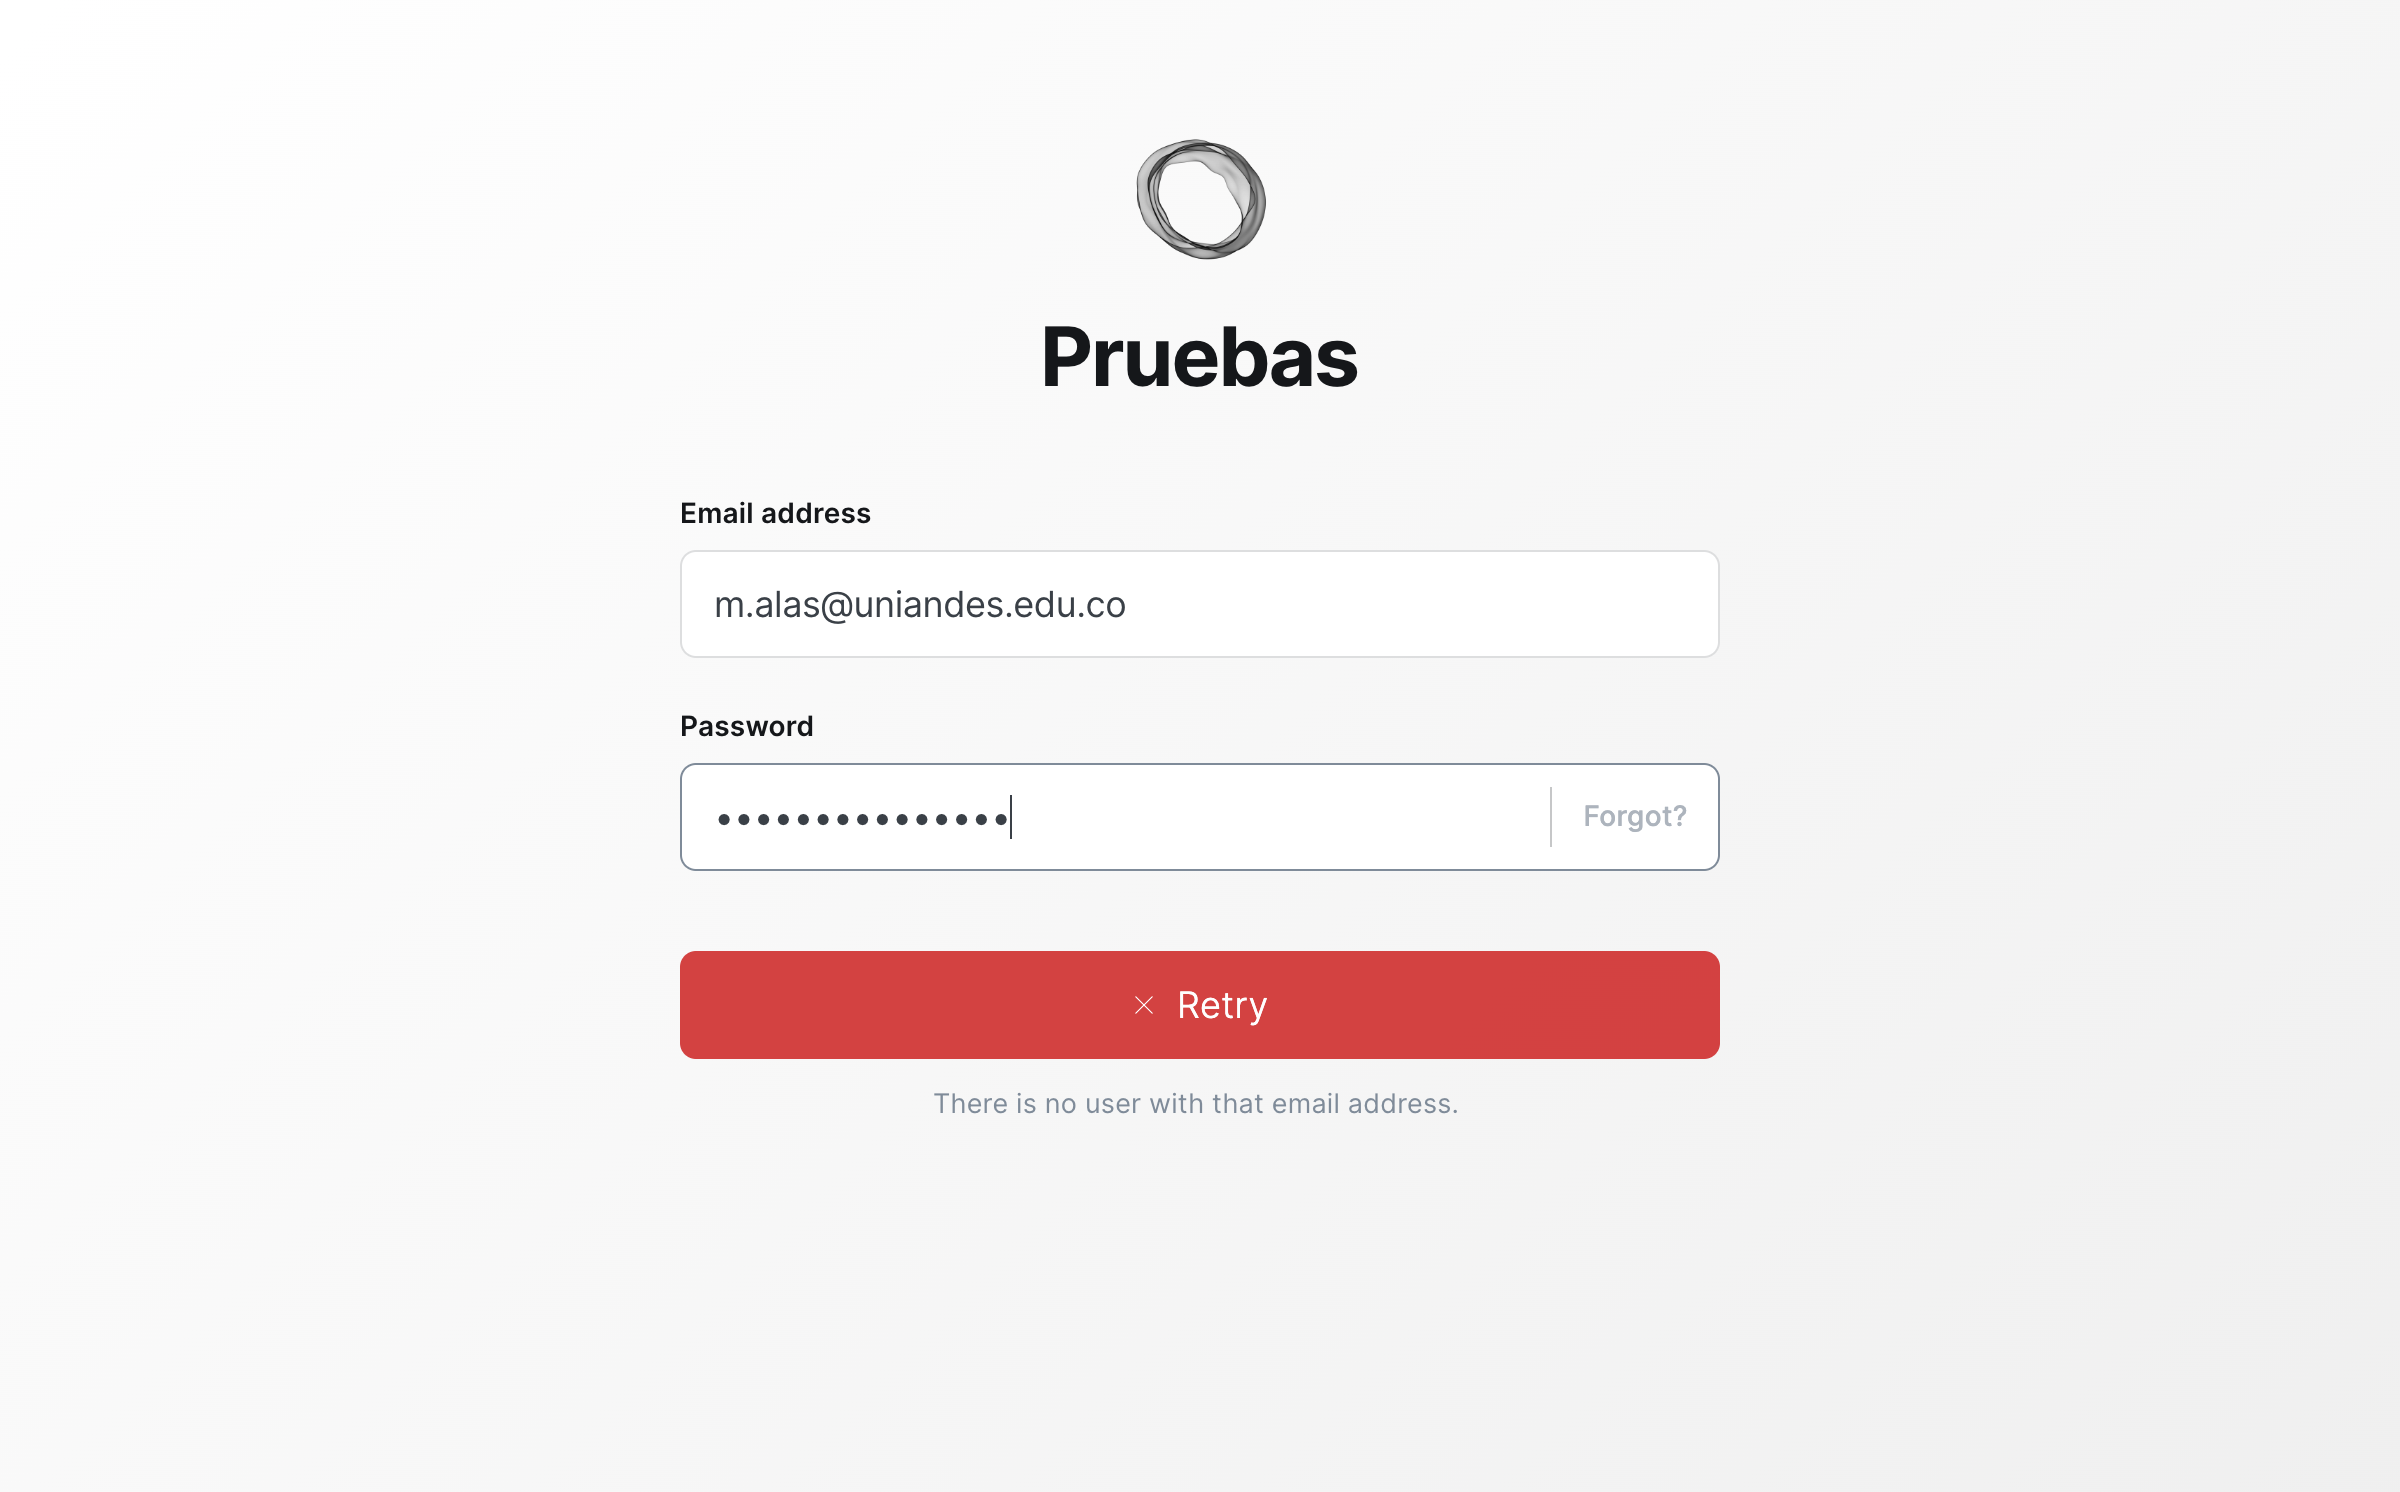 Pruebas
Email address
m.alas@uniandes.edu.co
Password
Forgot?
Retry
There is no user with that email address.